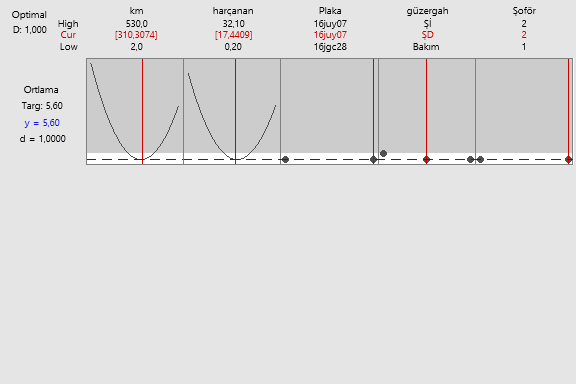 Optimal
D: 1,000
km harçanan Plaka güzergah Şoför
High 530,0 32,10 16juy07 Şİ 2
Cur [310,3074] [17,4409] 16juy07 ŞD 2
Low 2,0 0,20 16jgc28 Bakım 1
Ortlama
Targ: 5,60
y = 5,60
d = 1,0000